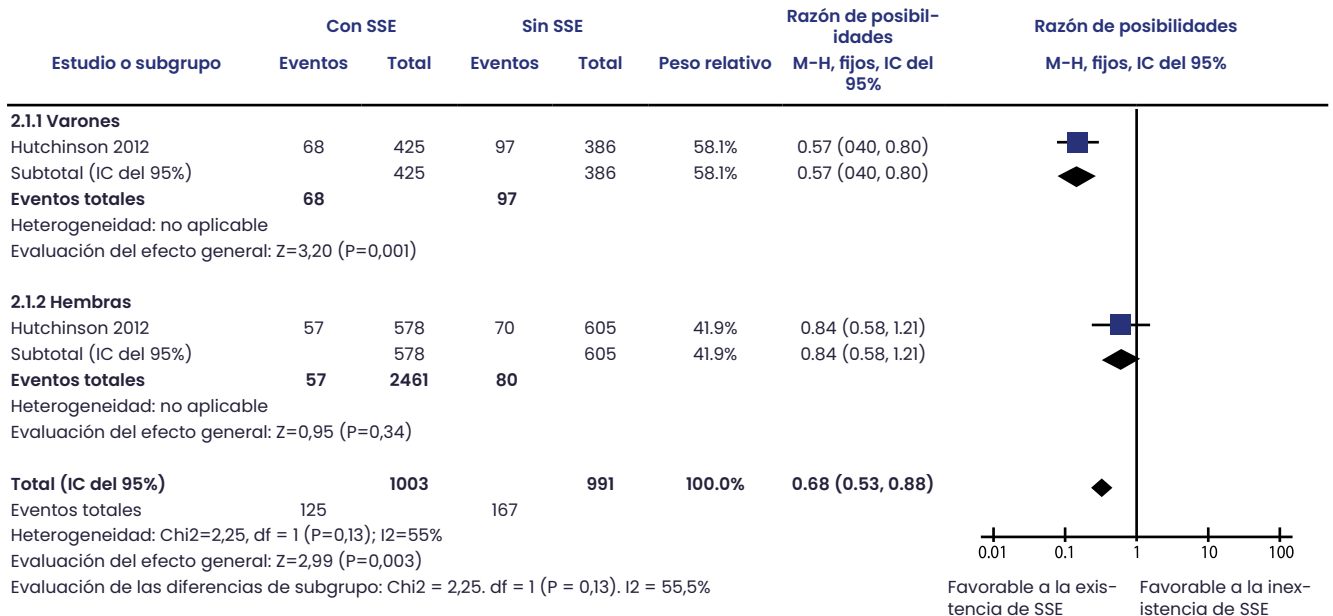 Con SSE Sin SSE Razón de posibil- Razón de posibilidades
idades
Estudio o subgrupo Eventos Total Eventos Total Peso relativo M-H, fijos, IC del M-H, fijos, IC del 95%
95%
2.1.1 Varones
Hutchinson 2012 68 425 97 386 58.1% 0.57 (040, 0.80)
Subtotal (IC del 95%) 425 386 58.1% 0.57 (040, 0.80)
Eventos totales 68 97
Heterogeneidad: no aplicable
Evaluación del efecto general: Z=3,20 (P=0,001)
2.1.2 Hembras
Hutchinson 2012 57 578 70 605 41.9% 0.84 (0.58, 1.21)
Subtotal (IC del 95%) 578 605 41.9% 0.84 (0.58, 1.21)
Eventos totales 57 2461 80
Heterogeneidad: no aplicable
Evaluación del efecto general: Z=0,95 (P=0,34)
Total (IC del 95%) 1003 991 100.0% 0.68 (0.53, 0.88)
Eventos totales 125 167
Heterogeneidad: Chi2=2,25, df = 1 (P=0,13); I2=55%
Evaluación del efecto general: Z=2,99 (P=0,003)
Evaluación de las diferencias de subgrupo: Chi2 = 2,25. df = 1 (P = 0,13). I2 = 55,5%
0.01 0.1 1 10 100
Favorable a la exis- Favorable a la inex-
tencia de SSE istencia de SSE